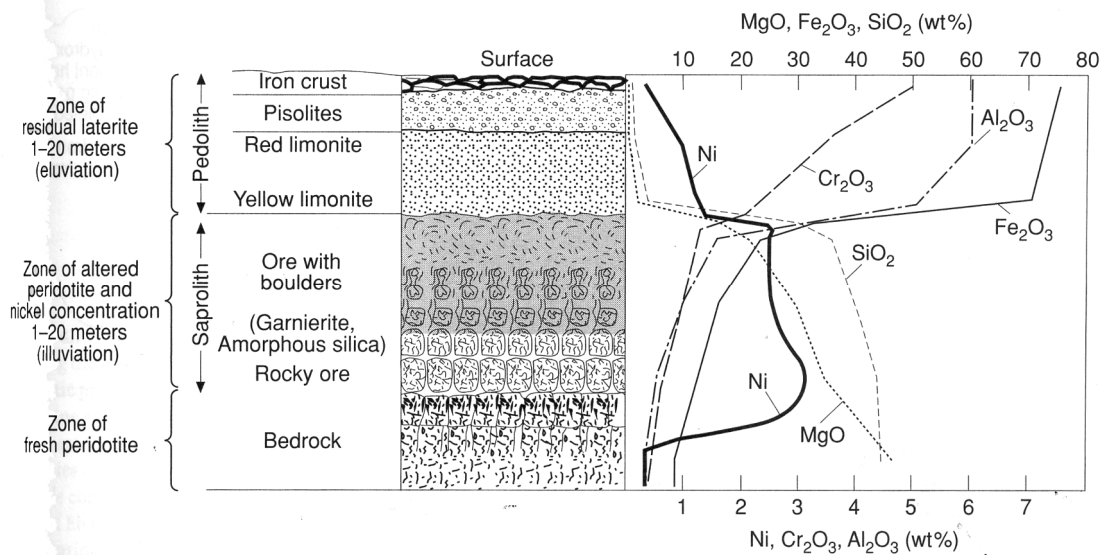 MgO, Fe₂O₃, SiO₂ (wt%)
10 20 30 40 50 60 70 80
Surface
Zone of
residual laterite
1–20 meters
(eluviation)
Pedolith
Iron crust
Pisolites
Red limonite
Yellow limonite
Ni
Cr₂O₃
Al₂O₃
Fe₂O₃
SiO₂
Zone of altered
peridotite and
nickel concentration
1–20 meters
(illuviation)
Saprolith
Ore with
boulders
(Garnierite,
Amorphous silica)
Rocky ore
Ni
MgO
Zone of
fresh peridotite
Bedrock
1 2 3 4 5 6 7
Ni, Cr₂O₃, Al₂O₃ (wt%)